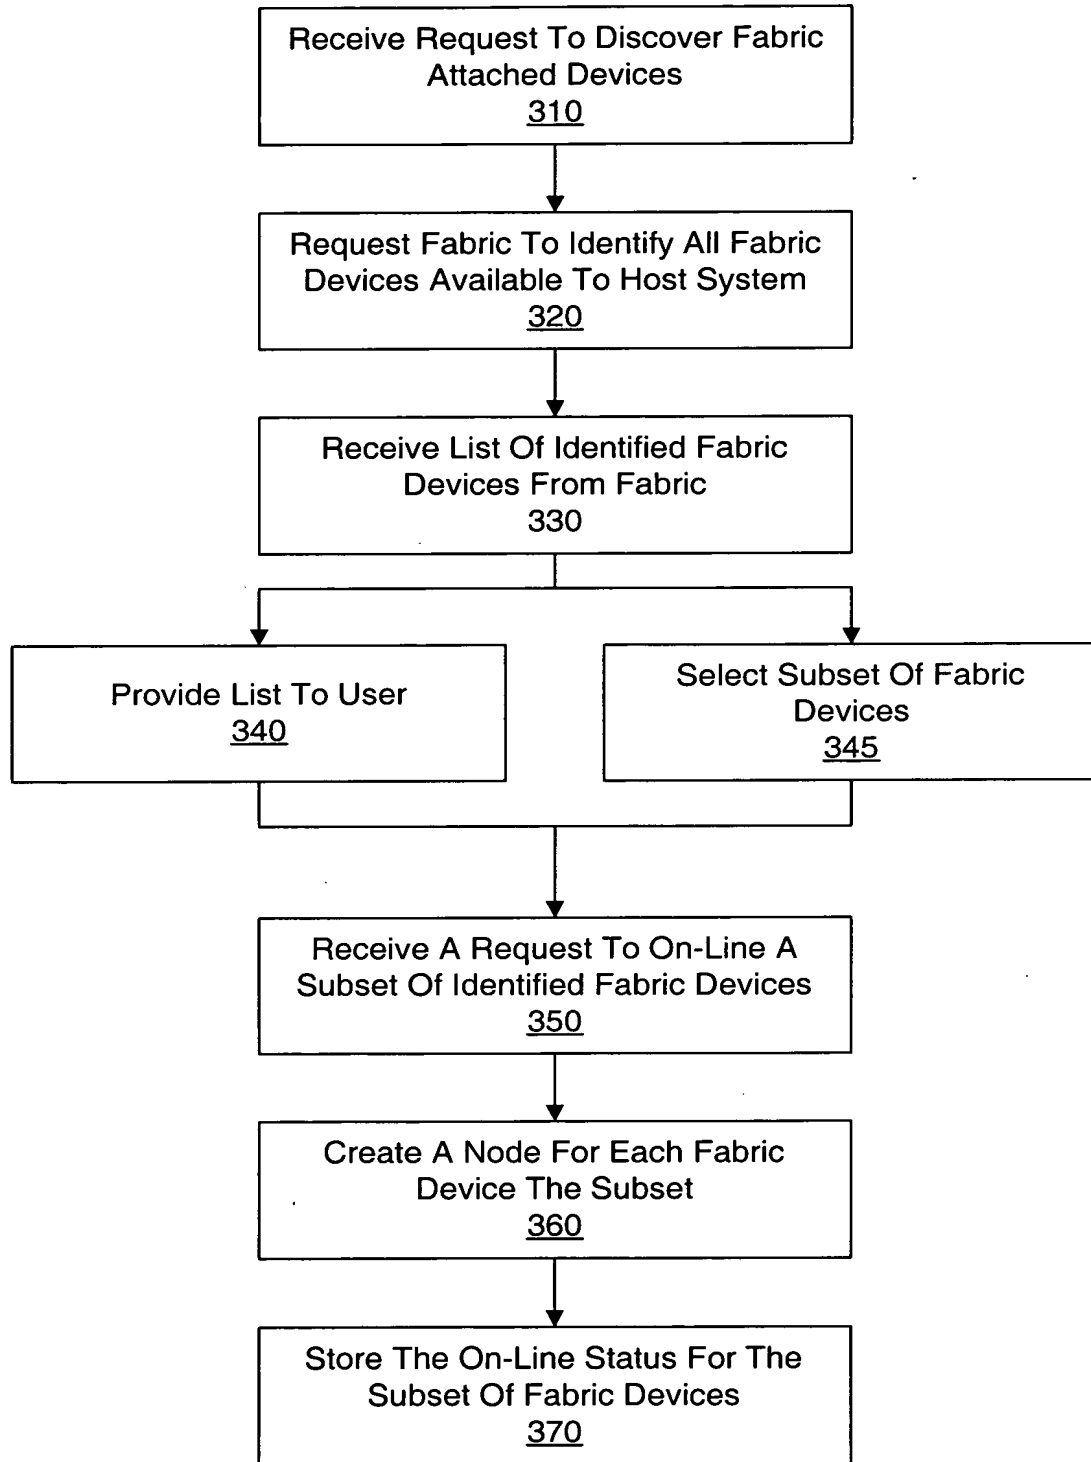 Receive Request To Discover Fabric
Attached Devices
310
Request Fabric To Identify All Fabric
Devices Available To Host System
320
Receive List Of Identified Fabric
Devices From Fabric
330
Provide List To User
340
Select Subset Of Fabric
Devices
345
Receive A Request To On-Line A
Subset Of Identified Fabric Devices
350
Create A Node For Each Fabric
Device The Subset
360
Store The On-Line Status For The
Subset Of Fabric Devices
370